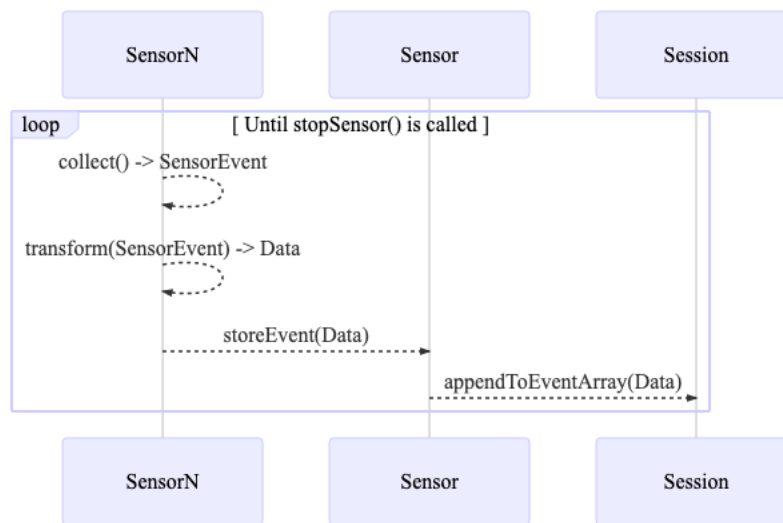 SensorN
Sensor
Session
loop
[ Until stopSensor() is called ]
collect() -> SensorEvent
transform(SensorEvent) -> Data
storeEvent(Data)
appendToEventArray(Data)
SensorN
Sensor
Session